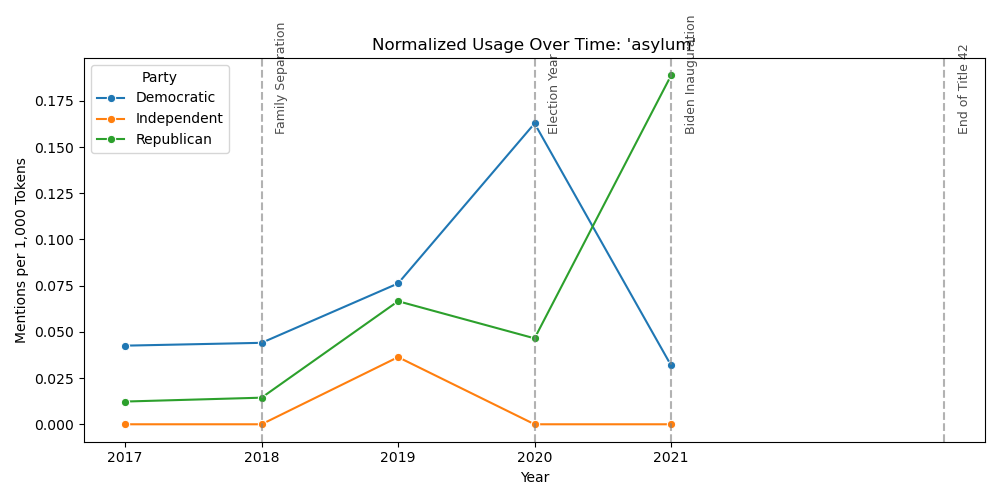 Normalized Usage Over Time: 'asylum'
Party
Democratic
Independent
Republican
Family Separation
Election Year
Biden Inauguration
End of Title 42
Mentions per 1,000 Tokens
0.175
0.150
0.125
0.100
0.075
0.050
0.025
0.000
2017
2018
2019
2020
2021
Year